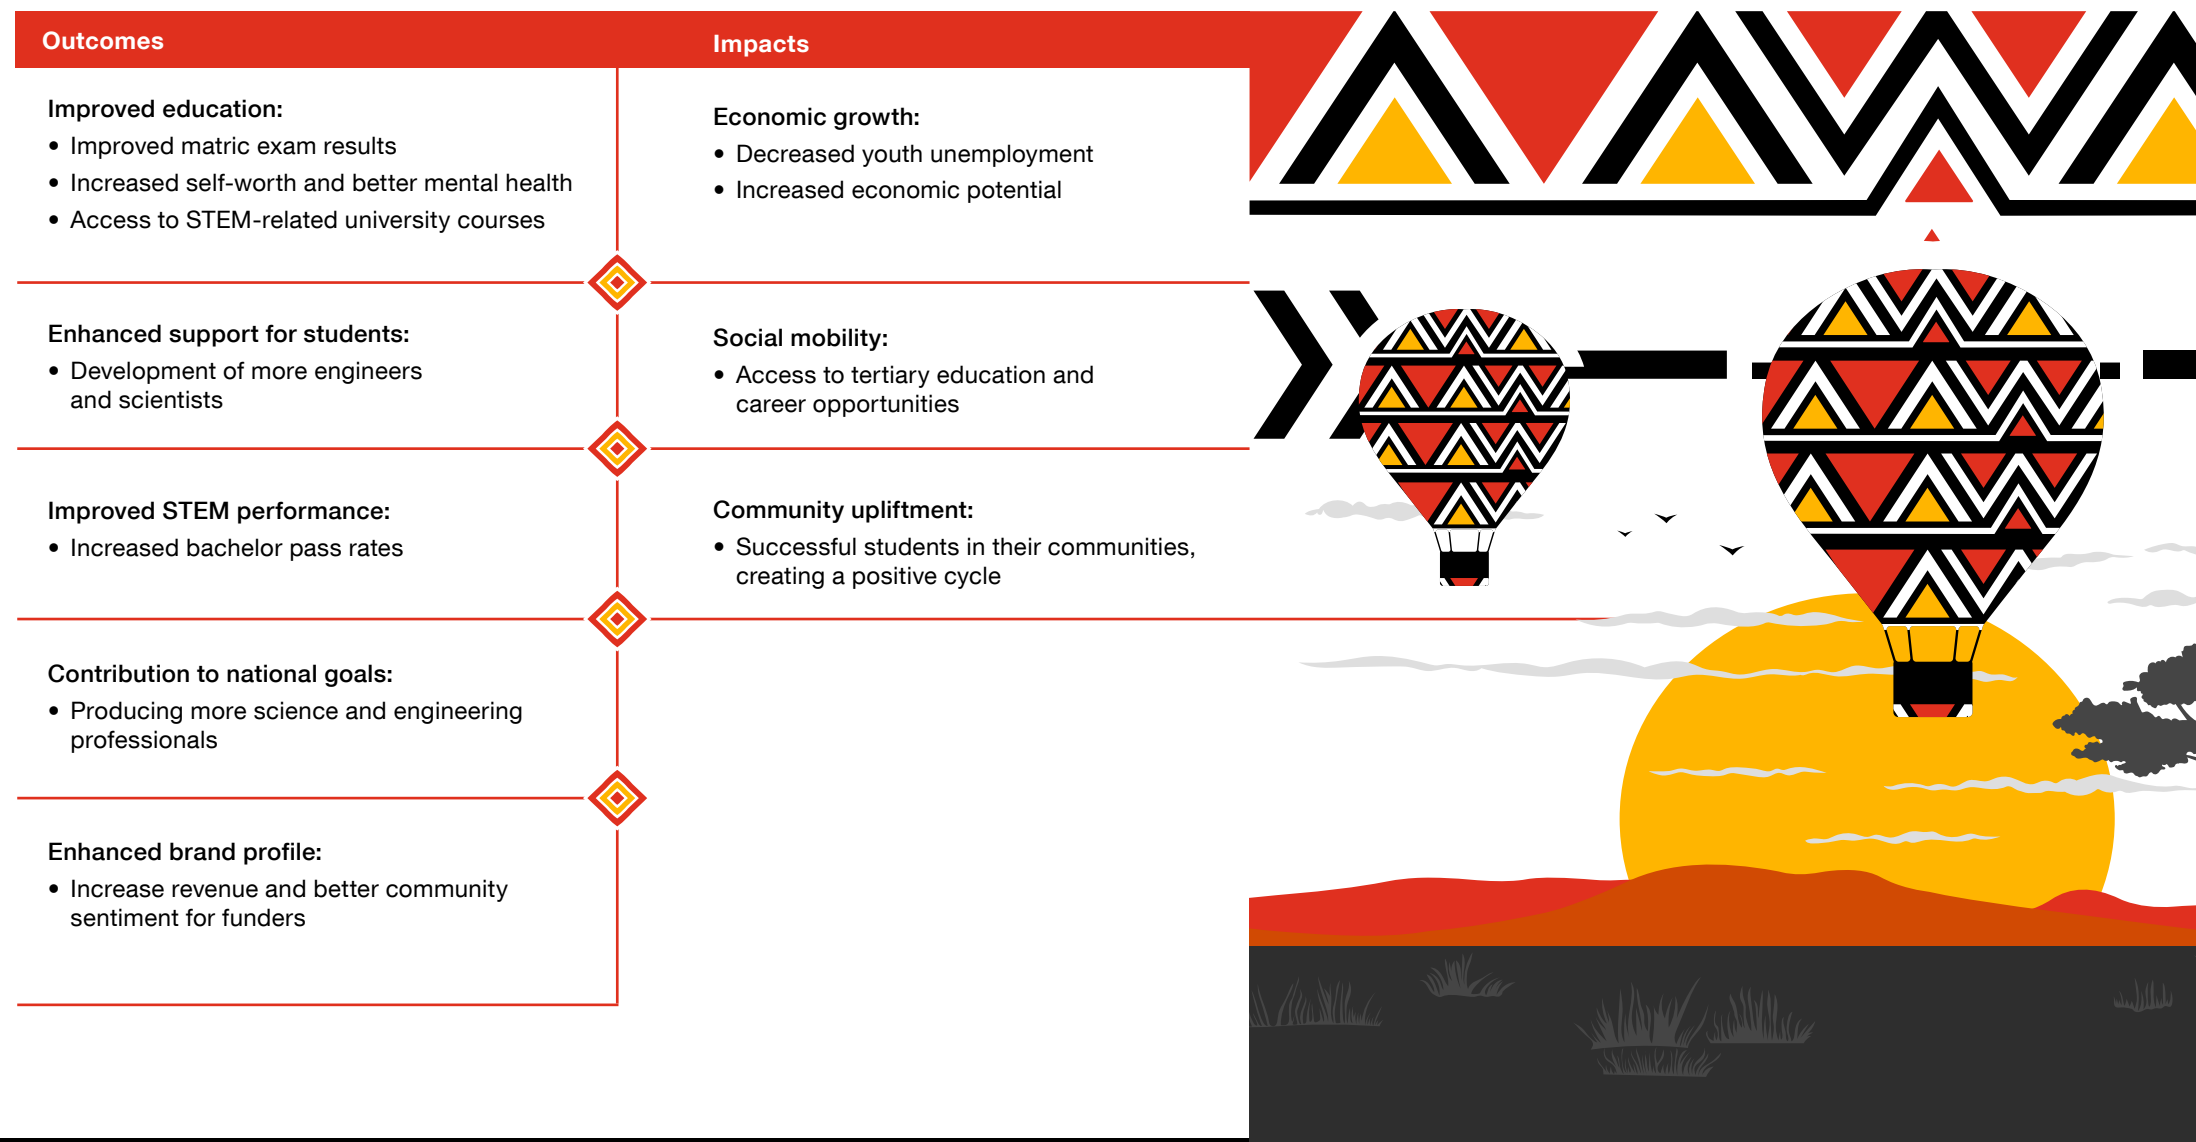 Outcomes
Improved education:
• Improved matric exam results
• Increased self-worth and better mental health
• Access to STEM-related university courses
Enhanced support for students:
• Development of more engineers
and scientists
Improved STEM performance:
• Increased bachelor pass rates
Contribution to national goals:
• Producing more science and engineering
professionals
Enhanced brand profile:
• Increase revenue and better community
sentiment for funders
Impacts
Economic growth:
• Decreased youth unemployment
• Increased economic potential
Social mobility:
• Access to tertiary education and
career opportunities
Community upliftment:
• Successful students in their communities,
creating a positive cycle